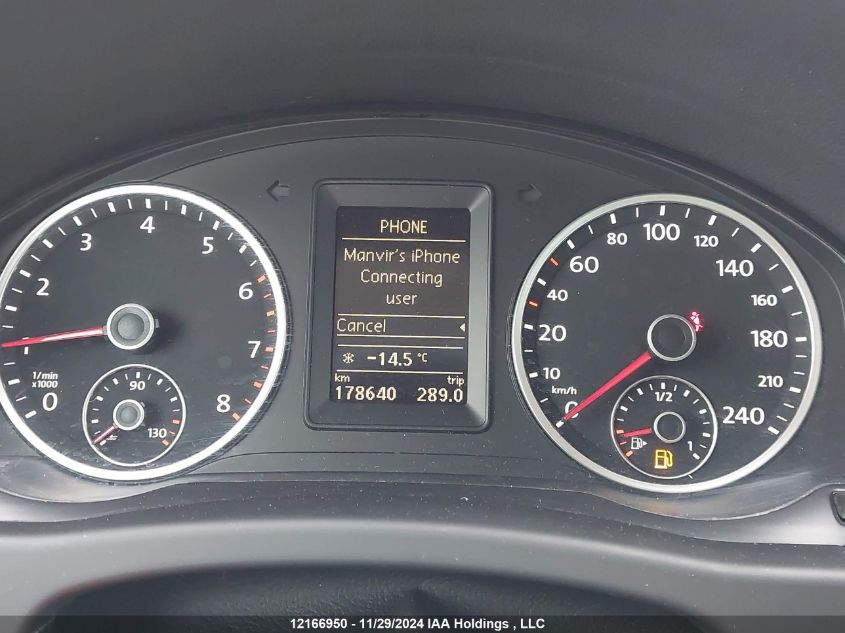 1
2
3
4
5
6
7
8
0
1/min
x1000
90
130
PHONE
Manvir's iPhone
Connecting
user
Cancel
-14.5 °C
km trip
178640 289.0
0
10
20
40
60
80
100
120
140
160
180
210
240
km/h
1/2
1
12166950 - 11/29/2024 IAA Holdings , LLC